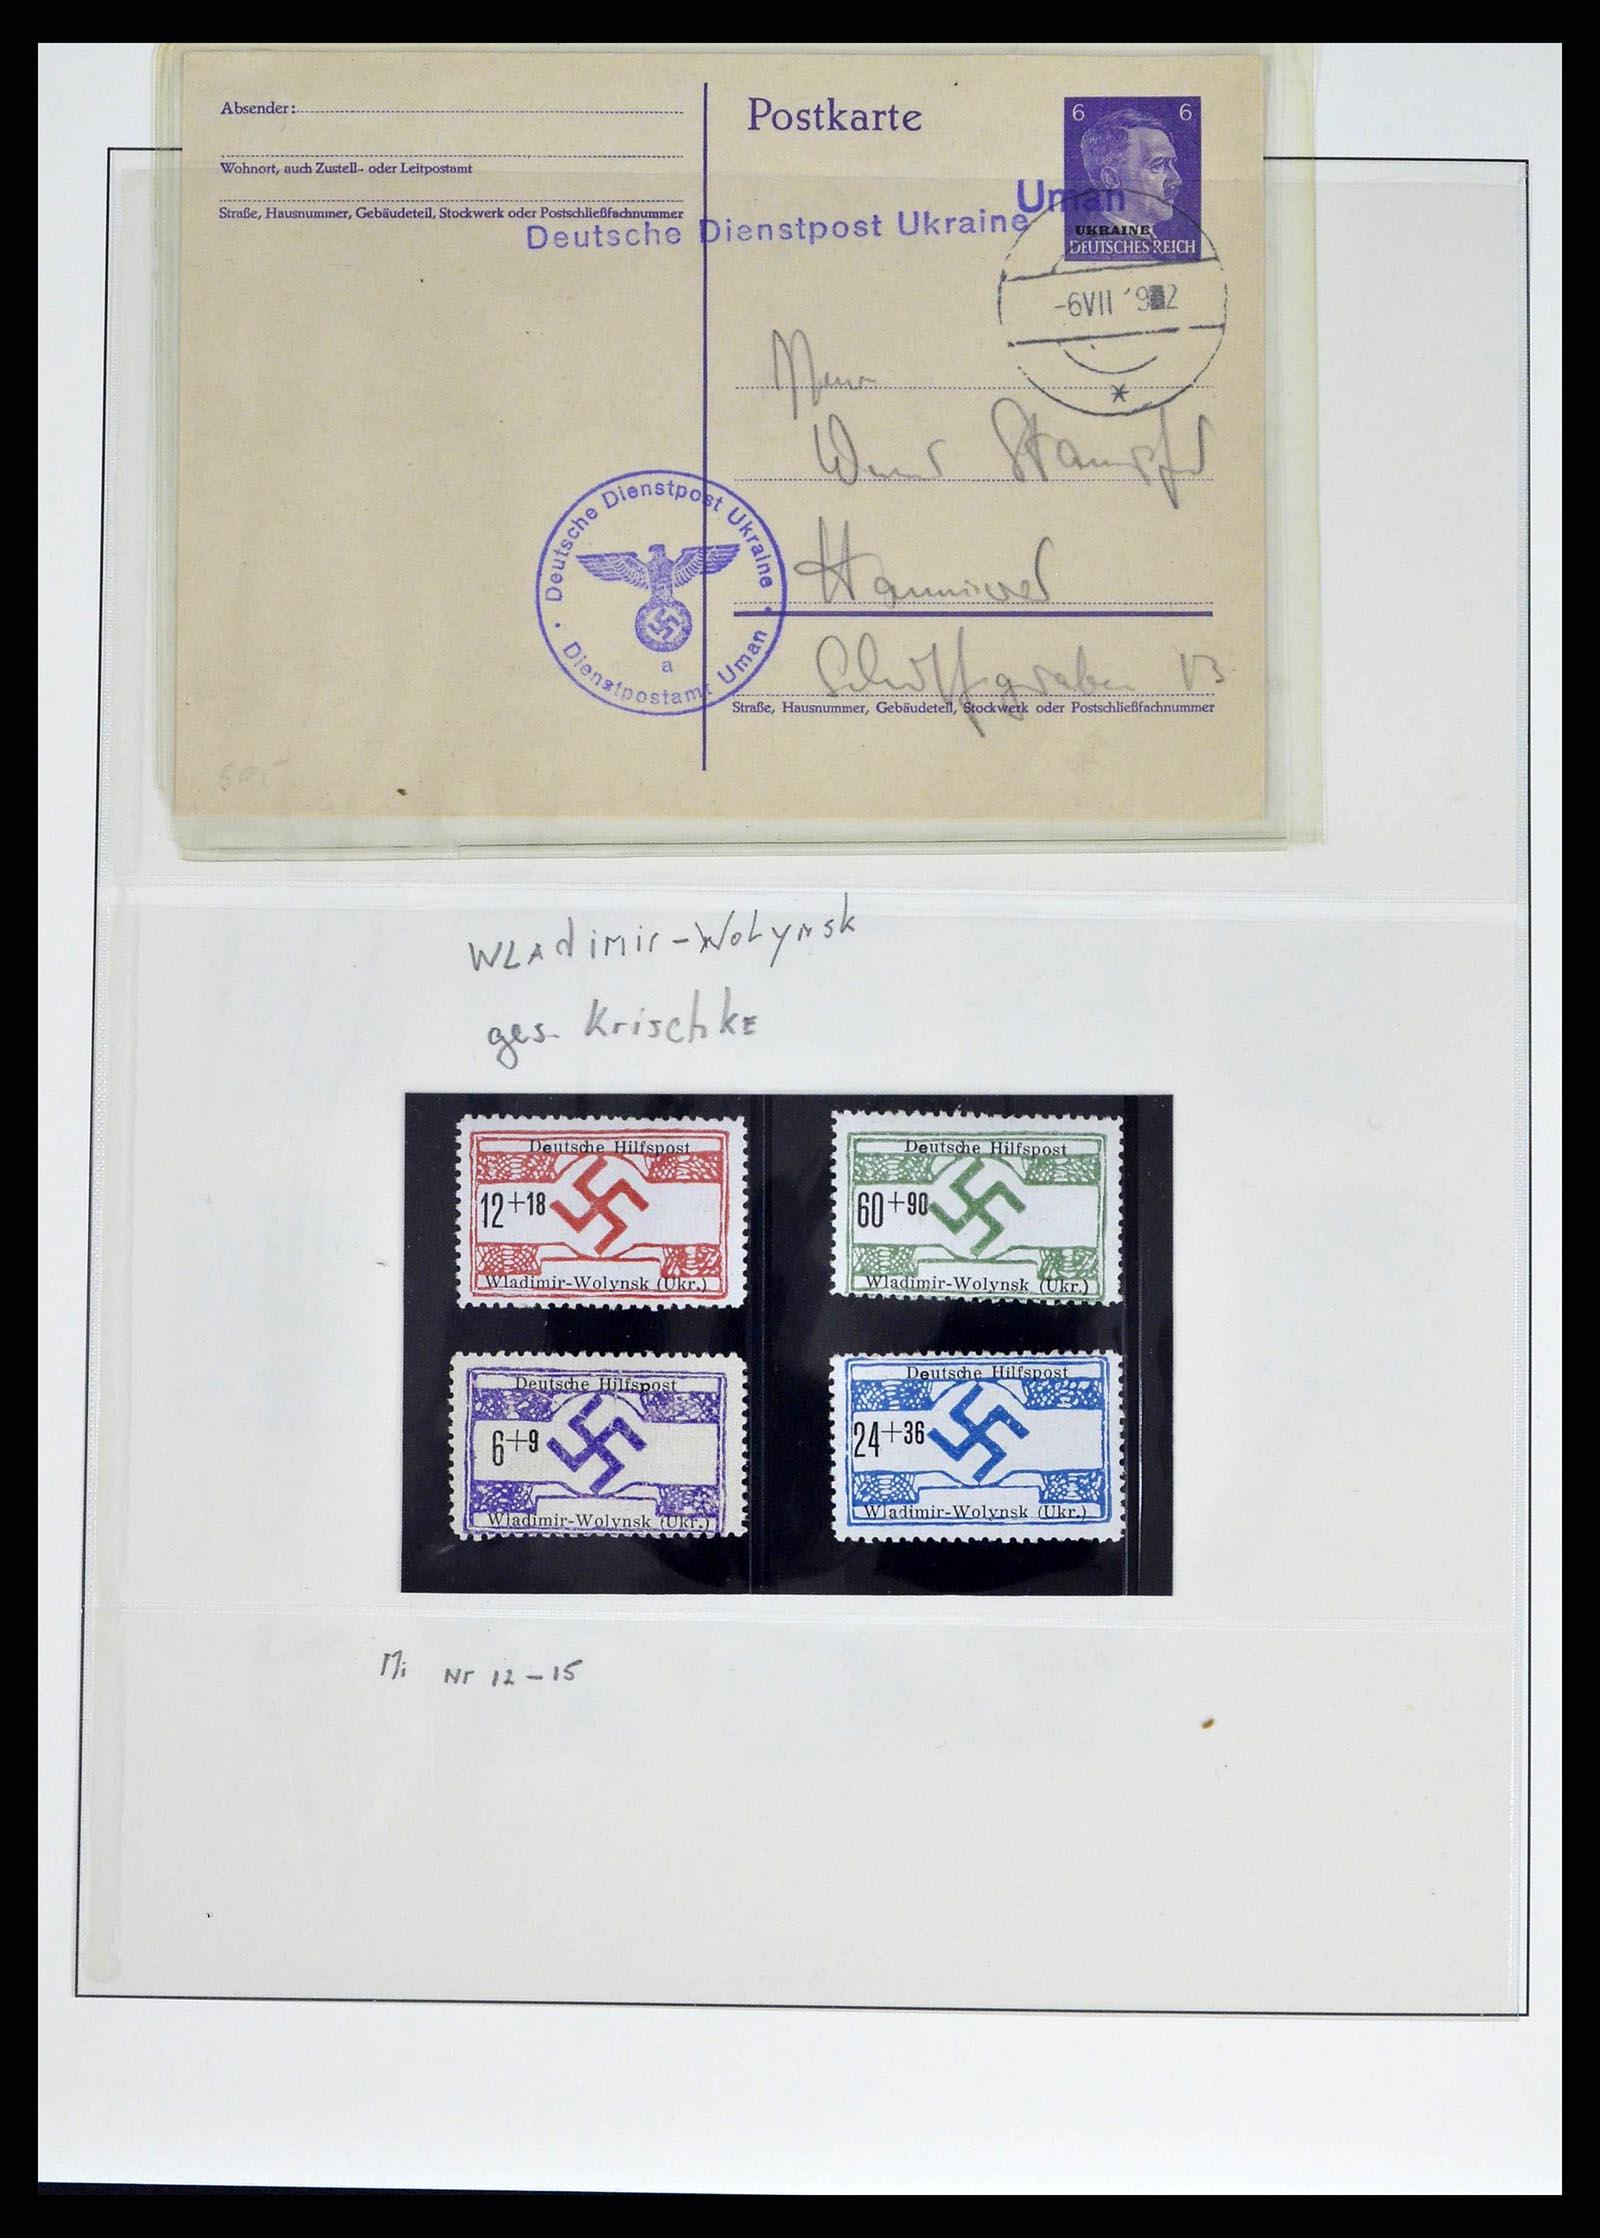 Absender:
Wohnort, auch Zustell- oder Leitpostamt
Straße, Hausnummer, Gebäudeteil, Stockwerk oder Postschließfachnummer
Postkarte
6 6
UKRAINE
DEUTSCHES REICH
Uman
Deutsche Dienstpost Ukraine
-6VII 19 2
Hannover
Straße, Hausnummer, Gebäudeteil, Stockwerk oder Postschließfachnummer
Deutsche Dienstpost Ukraine
a
Dienstpostamt Uman
Wladimir-Wolynsk
ges. Krischke
Deutsche Hilfspost
12+18
Wladimir-Wolynsk (Ukr.)
Deutsche Hilfspost
60+90
Wladimir-Wolynsk (Ukr.)
Deutsche Hilfspost
6+9
Wladimir-Wolynsk (Ukr.)
Deutsche Hilfspost
24+36
Wladimir-Wolynsk (Ukr.)
Mi Nr 12-15